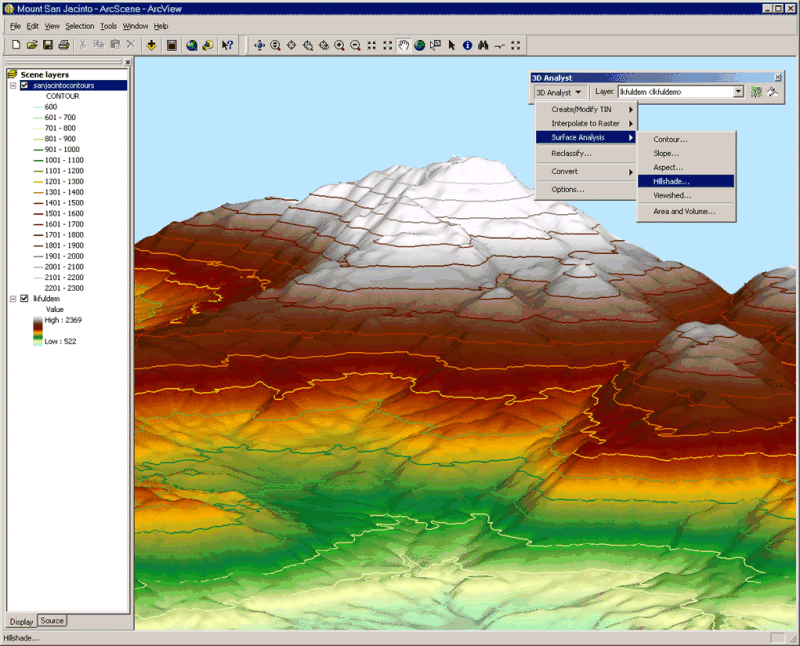 Mount San Jacinto - ArcScene - ArcView
File Edit View Selection Tools Window Help
Scene layers
sanjacintocontours
CONTOUR
600
601 - 700
701 - 800
801 - 900
901 - 1000
1001 - 1100
1101 - 1200
1201 - 1300
1301 - 1400
1401 - 1500
1501 - 1600
1601 - 1700
1701 - 1800
1801 - 1900
1901 - 2000
2001 - 2100
2101 - 2200
2201 - 2300
lkfuldem
Value
High : 2369
Low : 522
Display Source
Hillshade...
3D Analyst
3D Analyst Layer: lkfuldem <lkfuldem>
Create/Modify TIN
Interpolate to Raster
Surface Analysis
Reclassify...
Convert
Options...
Contour...
Slope...
Aspect...
Hillshade...
Viewshed...
Area and Volume...